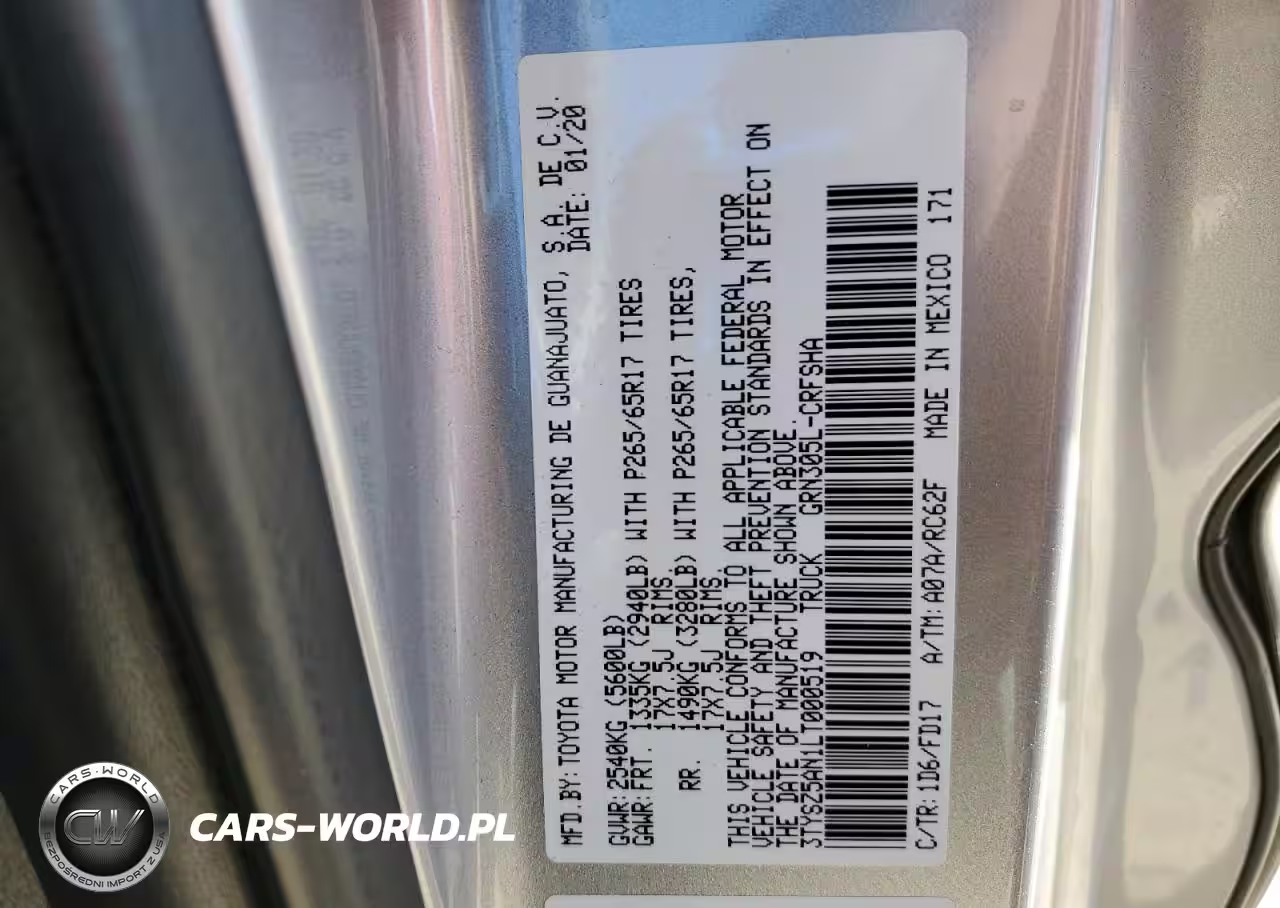 MFD.BY: TOYOTA MOTOR MANUFACTURING DE GUANAJUATO, S.A. DE C.V.
DATE: 01/20
GVWR: 2540KG (5600LB)
GAWR: FRT. 1335KG (2940LB) WITH P265/65R17 TIRES
17X7.5J RIMS.
RR. 1490KG (3280LB) WITH P265/65R17 TIRES,
17X7.5J RIMS.
THIS VEHICLE CONFORMS TO ALL APPLICABLE FEDERAL MOTOR
VEHICLE SAFETY AND THEFT PREVENTION STANDARDS IN EFFECT ON
THE DATE OF MANUFACTURE SHOWN ABOVE.
3TYSZ5AN1LT000519 TRUCK GRN305L-CRFSHA
C/TR: 1D6/FD17 A/TM: A07A/RC62F MADE IN MEXICO 171
CARS-WORLD
CW
BEZPOŚREDNI IMPORT Z USA
CARS-WORLD.PL